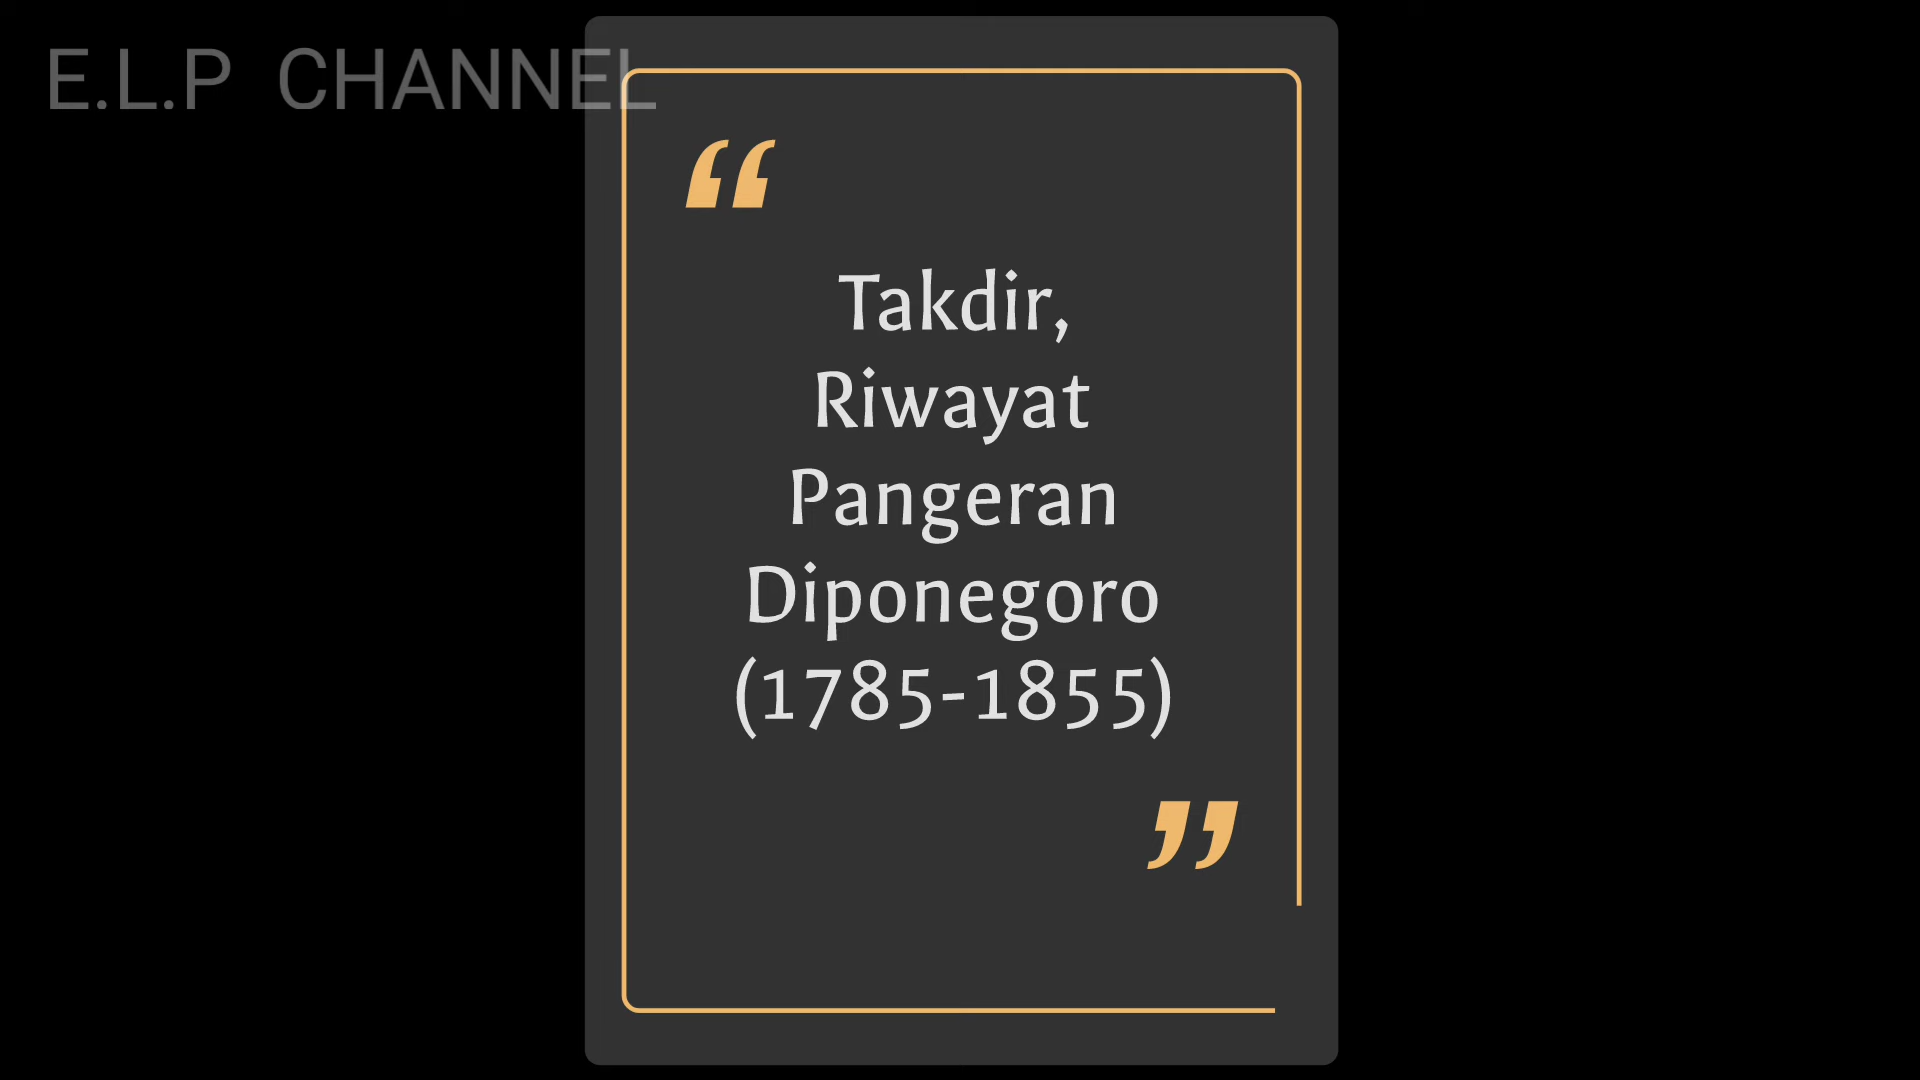 E.L.P CHANNEL
“
Takdir,
Riwayat
Pangeran
Diponegoro
(1785-1855)
”